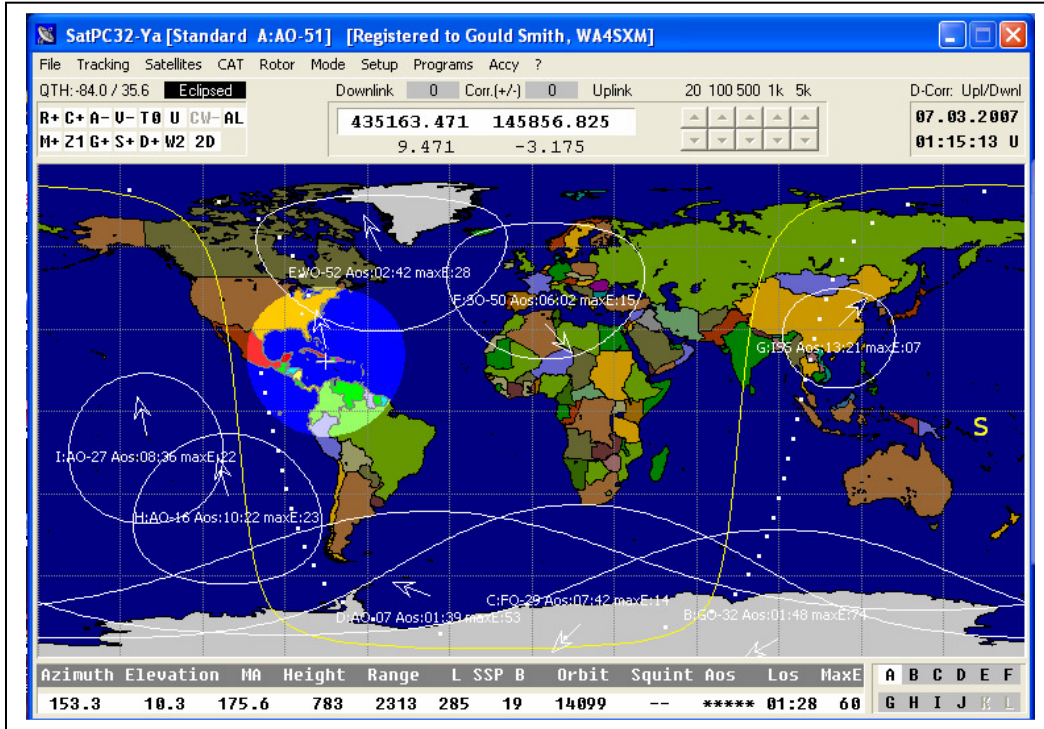 SatPC32-Ya [Standard A:AO-51] [Registered to Gould Smith, WA4SXM]
File Tracking Satellites CAT Rotor Mode Setup Programs Accy ?
QTH:-84.0 / 35.6 Eclipsed Downlink 0 Corr.(+/-) 0 Uplink 20 100 500 1k 5k D-Corr: Upl/Dwnl
R+ C+ A- V- T0 U CW- AL 435163.471 145856.825 07.03.2007
M+ Z1 G+ S+ D+ W2 2D 9.471 -3.175 01:15:13 U
E:VO-52 Aos:02:42 maxE:28
F:SO-50 Aos:06:02 maxE:15
G:ISS Aos:13:21 maxE:07
S
I:AO-27 Aos:08:36 maxE:22
H:AO-16 Aos:10:22 maxE:23
C:FO-29 Aos:07:42 maxE:14
D:AO-07 Aos:01:39 maxE:53
B:GO-32 Aos:01:48 maxE:74
Azimuth Elevation MA Height Range L SSP B Orbit Squint Aos Los MaxE A B C D E F
153.3 10.3 175.6 783 2313 285 19 14099 -- ***** 01:28 60 G H I J K L